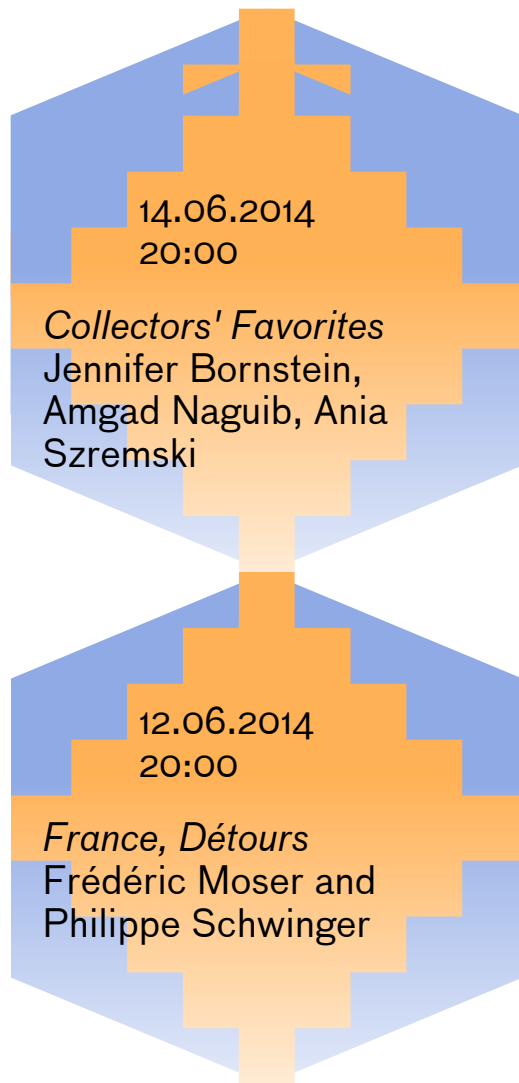 14.06.2014
20:00
Collectors' Favorites
Jennifer Bornstein,
Amgad Naguib, Ania
Szremski
12.06.2014
20:00
France, Détours
Frédéric Moser and
Philippe Schwinger